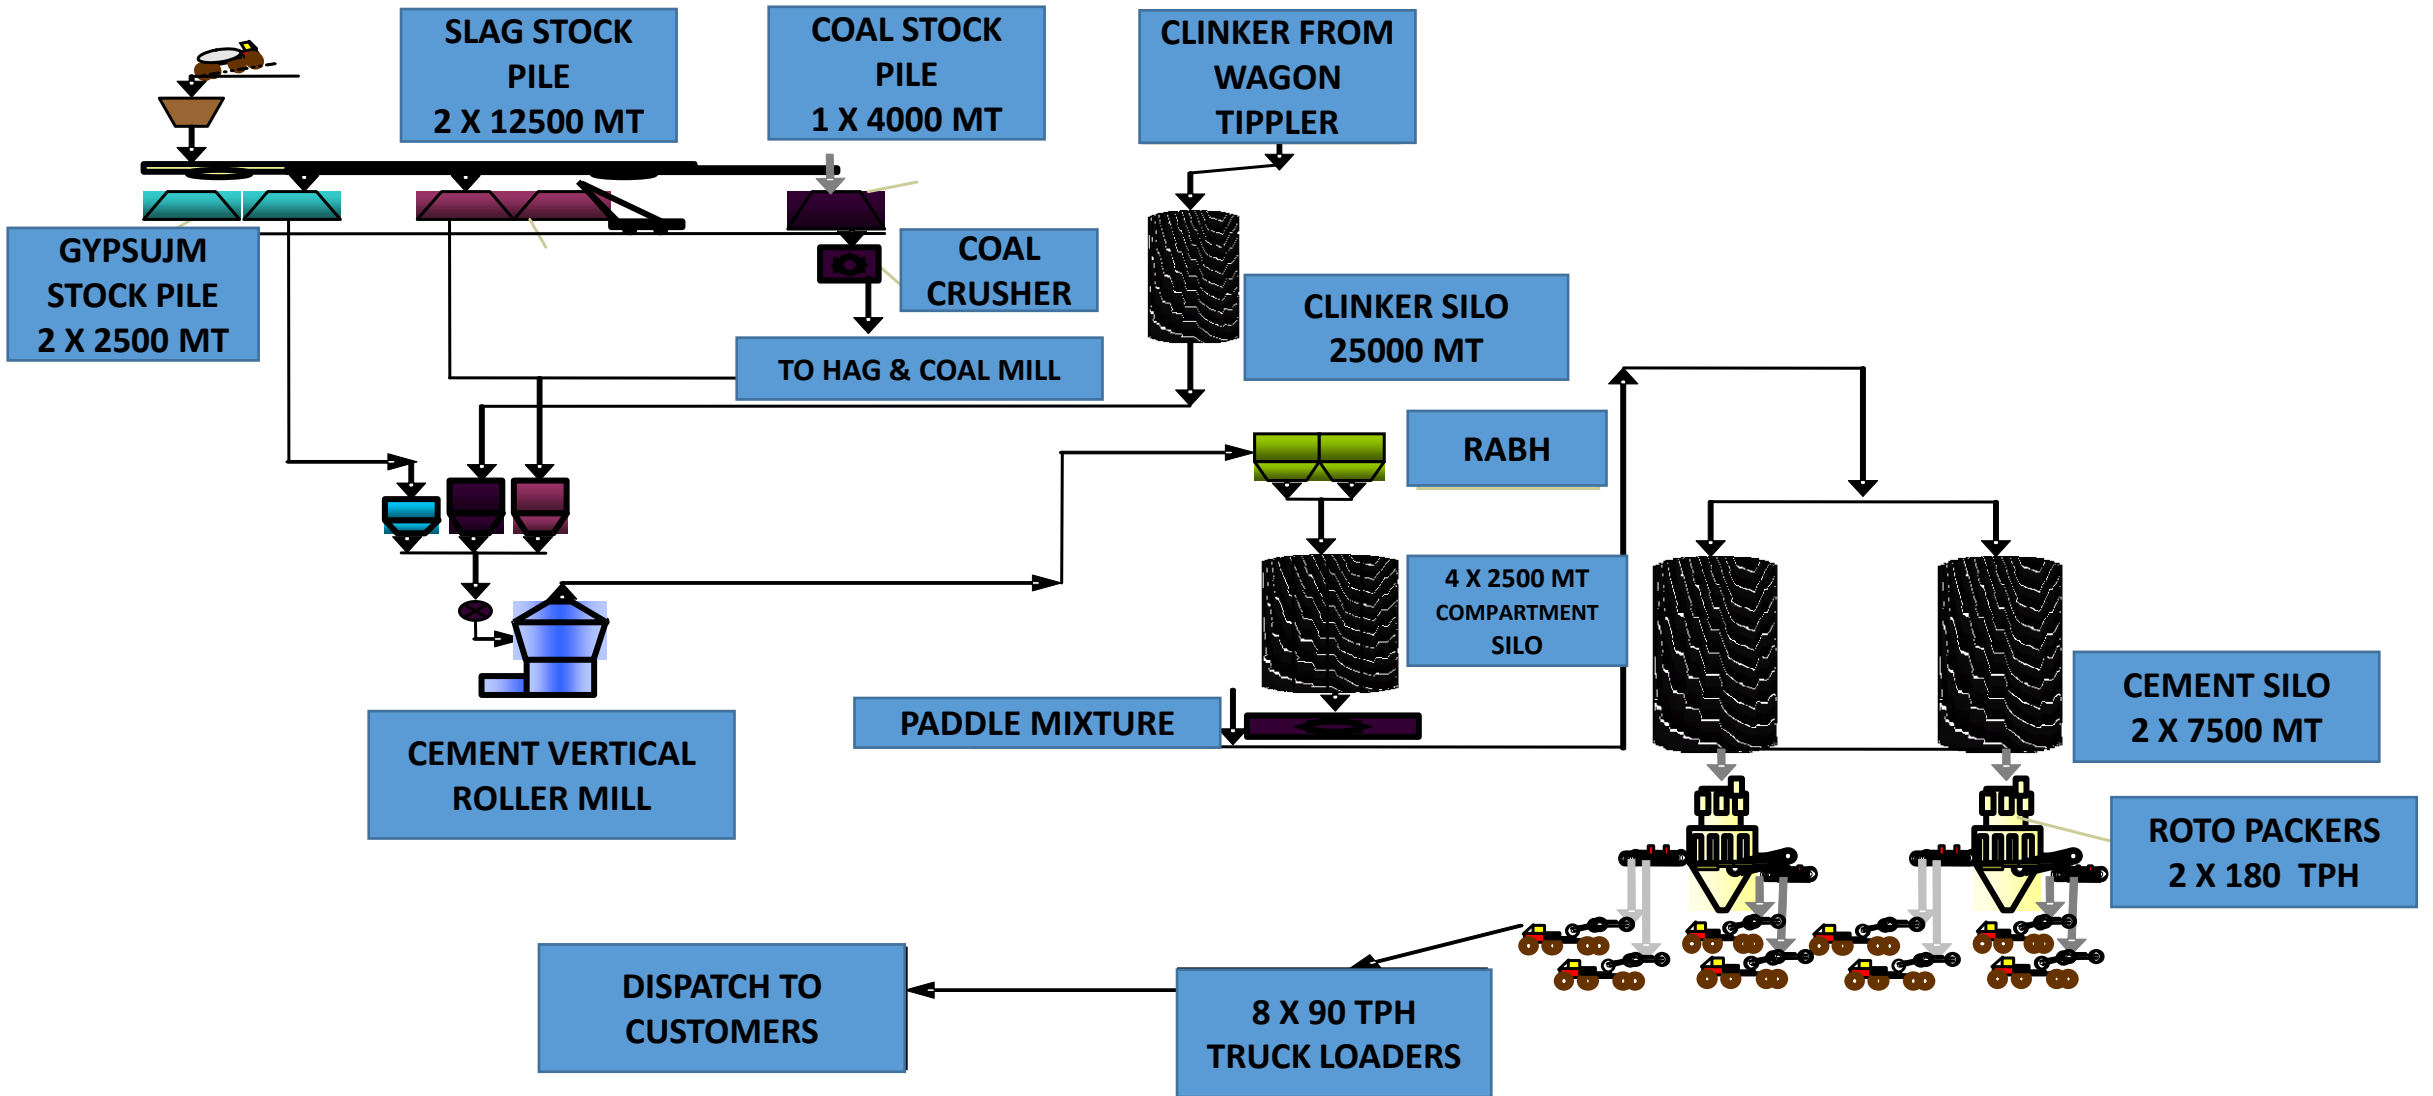 SLAG STOCK
PILE
2 X 12500 MT
COAL STOCK
PILE
1 X 4000 MT
CLINKER FROM
WAGON
TIPPLER
GYPSUJM
STOCK PILE
2 X 2500 MT
COAL
CRUSHER
CLINKER SILO
25000 MT
TO HAG & COAL MILL
RABH
4 X 2500 MT
COMPARTMENT
SILO
PADDLE MIXTURE
CEMENT SILO
2 X 7500 MT
CEMENT VERTICAL
ROLLER MILL
ROTO PACKERS
2 X 180 TPH
DISPATCH TO
CUSTOMERS
8 X 90 TPH
TRUCK LOADERS